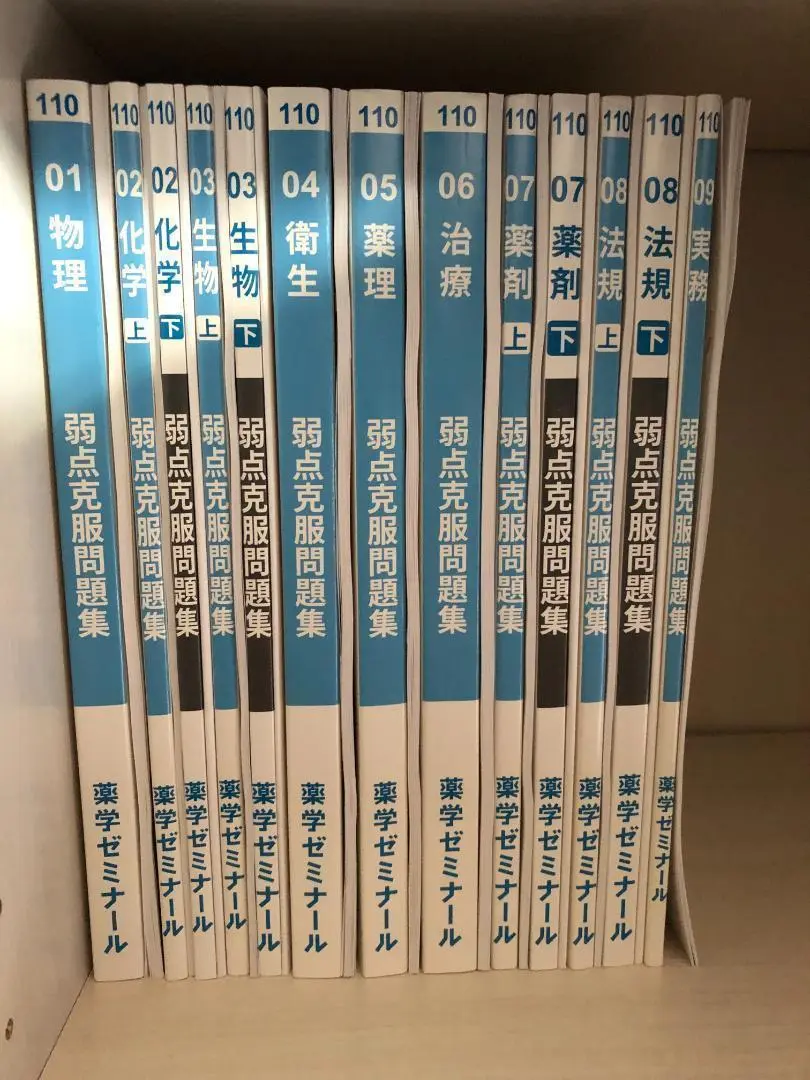 110
01
物理
弱点克服問題集
薬学ゼミナール
110
02
化学
上
弱点克服問題集
薬学ゼミナール
110
02
化学
下
弱点克服問題集
薬学ゼミナール
110
03
生物
上
弱点克服問題集
薬学ゼミナール
110
03
生物
下
弱点克服問題集
薬学ゼミナール
110
04
衛生
弱点克服問題集
薬学ゼミナール
110
05
薬理
弱点克服問題集
薬学ゼミナール
110
06
治療
弱点克服問題集
薬学ゼミナール
110
07
薬剤
上
弱点克服問題集
薬学ゼミナール
110
07
薬剤
下
弱点克服問題集
薬学ゼミナール
110
08
法規
上
弱点克服問題集
薬学ゼミナール
110
08
法規
下
弱点克服問題集
薬学ゼミナール
110
09
実務
弱点克服問題集
薬学ゼミナール